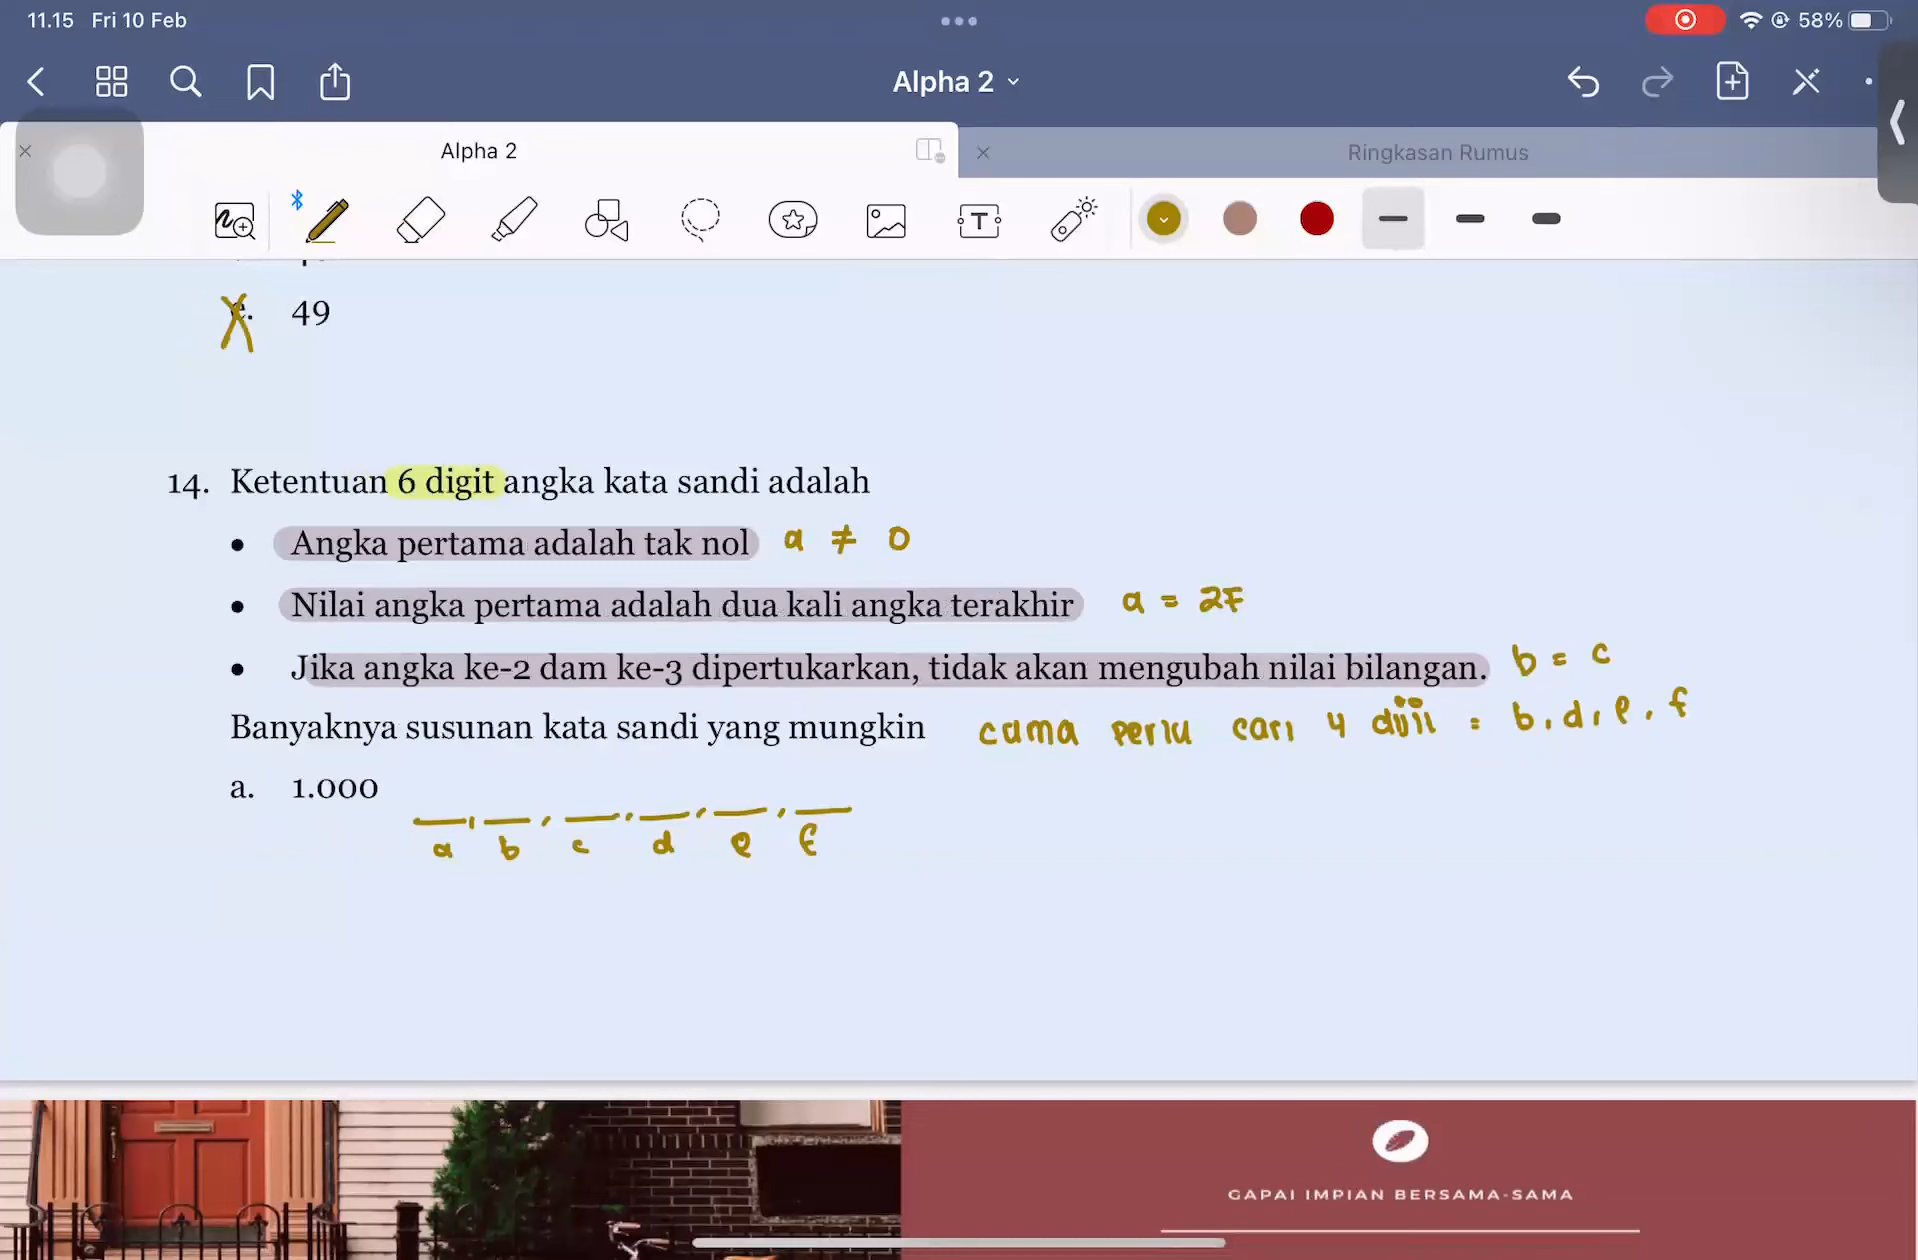 11.15 Fri 10 Feb
58%
Alpha 2
Alpha 2
Ringkasan Rumus
e. 49
14. Ketentuan 6 digit angka kata sandi adalah
• Angka pertama adalah tak nol a ≠ 0
• Nilai angka pertama adalah dua kali angka terakhir a = 2F
• Jika angka ke-2 dam ke-3 dipertukarkan, tidak akan mengubah nilai bilangan. b = c
Banyaknya susunan kata sandi yang mungkin cuma perlu cari 4 dijit = b, d, e, f
a. 1.000
a b c d e f
GAPAI IMPIAN BERSAMA-SAMA